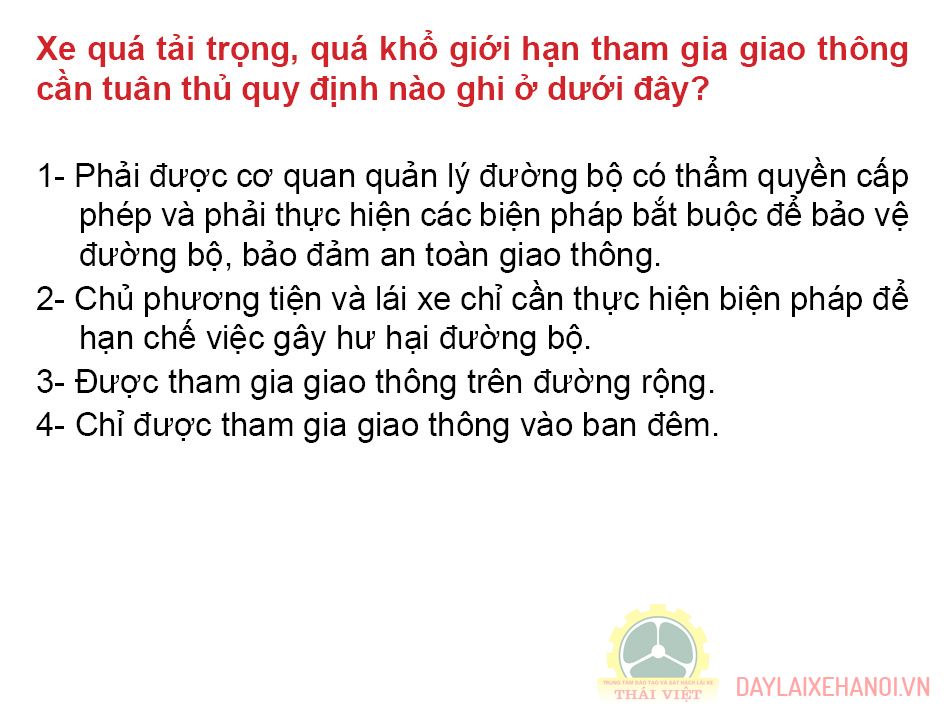 Xe quá tải trọng, quá khổ giới hạn tham gia giao thông
cần tuân thủ quy định nào ghi ở dưới đây?
1- Phải được cơ quan quản lý đường bộ có thẩm quyền cấp
phép và phải thực hiện các biện pháp bắt buộc để bảo vệ
đường bộ, bảo đảm an toàn giao thông.
2- Chủ phương tiện và lái xe chỉ cần thực hiện biện pháp để
hạn chế việc gây hư hại đường bộ.
3- Được tham gia giao thông trên đường rộng.
4- Chỉ được tham gia giao thông vào ban đêm.
TRUNG TÂM ĐÀO TẠO VÀ SÁT HẠCH LÁI XE
THÁI VIỆT
DAYLAIXEHANOI.VN